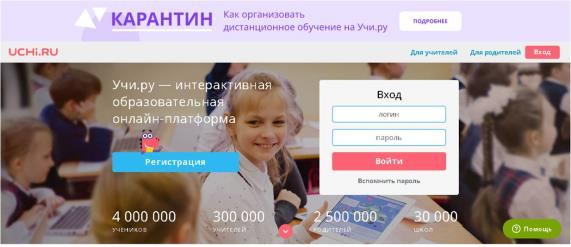 КАРАНТИН
Как организовать
дистанционное обучение на Учи.ру
ПОДРОБНЕЕ
UCHi.RU
Для учителей
Для родителей
Вход
Учи.ру — интерактивная
образовательная
онлайн-платформа
Регистрация
Вход
логин
пароль
Войти
Вспомнить пароль
4 000 000
УЧЕНИКОВ
300 000
УЧИТЕЛЕЙ
2 500 000
РОДИТЕЛЕЙ
30 000
ШКОЛ
Помощь